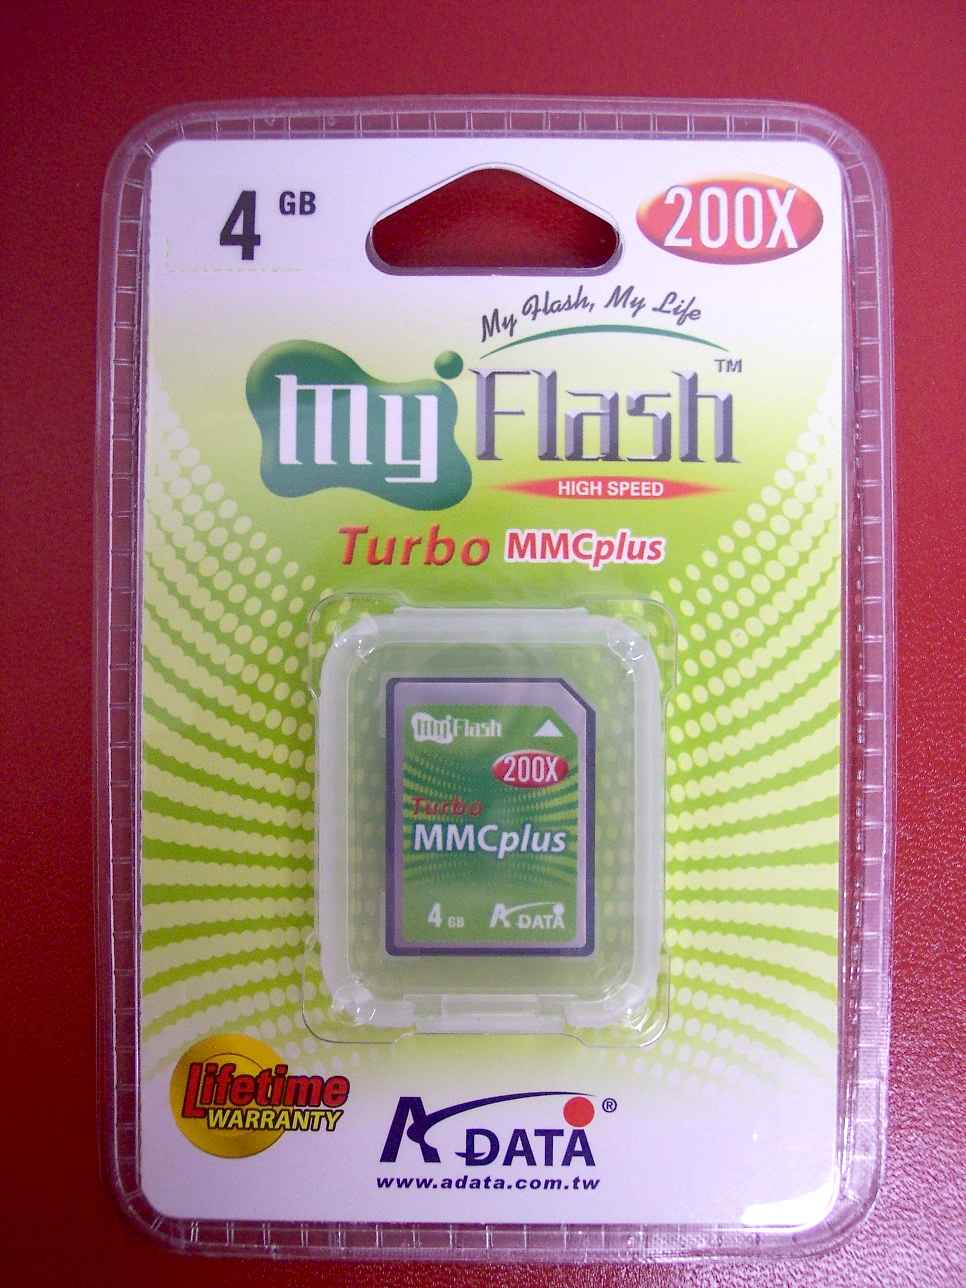 4 GB
200X
My Flash, My Life
my Flash™
HIGH SPEED
Turbo MMCplus
my Flash
200X
Turbo
MMCplus
4 GB ADATA
Lifetime
WARRANTY
ADATA®
www.adata.com.tw